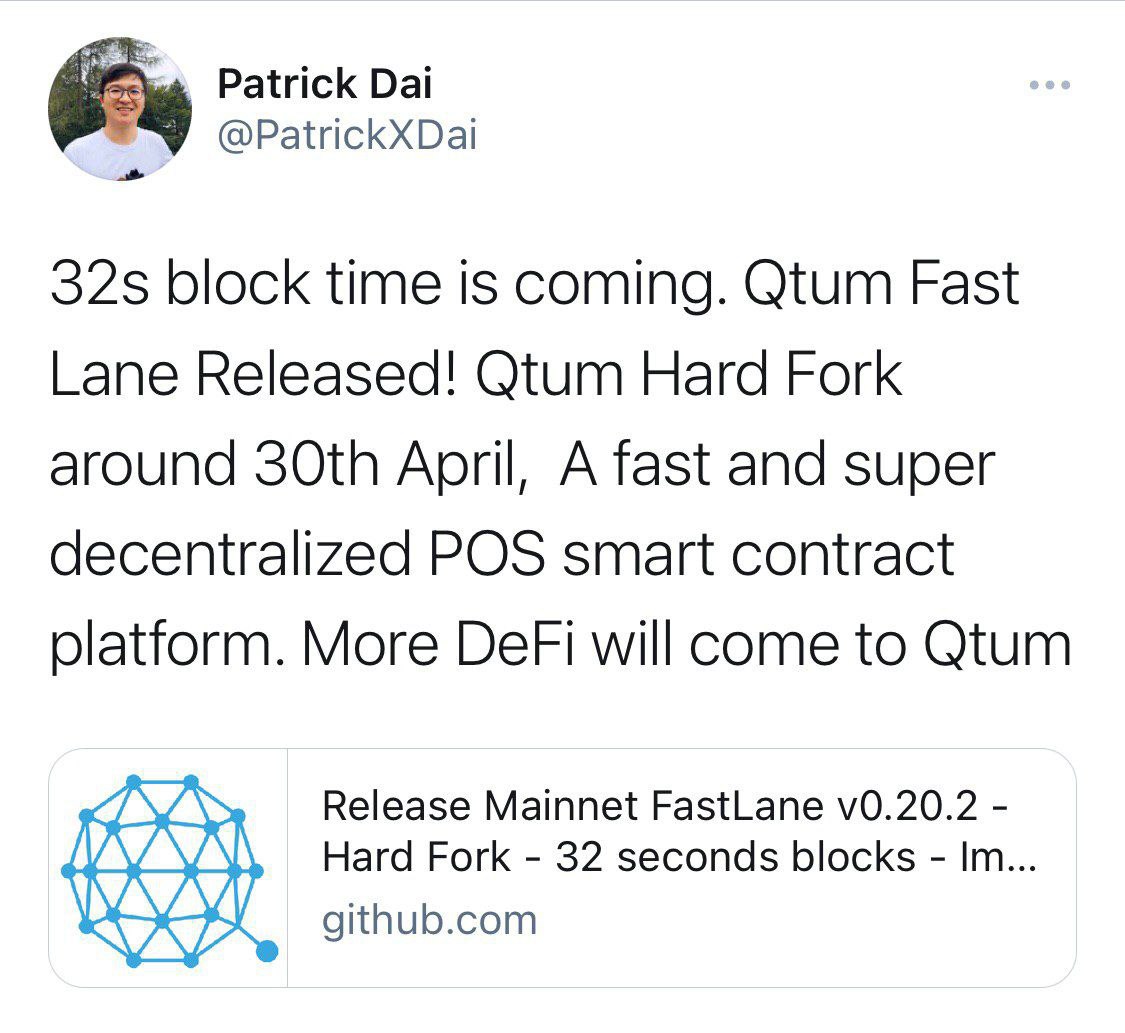 Patrick Dai
@PatrickXDai
32s block time is coming. Qtum Fast
Lane Released! Qtum Hard Fork
around 30th April,  A fast and super
decentralized POS smart contract
platform. More DeFi will come to Qtum
Release Mainnet FastLane v0.20.2 -
Hard Fork - 32 seconds blocks - Im...
github.com